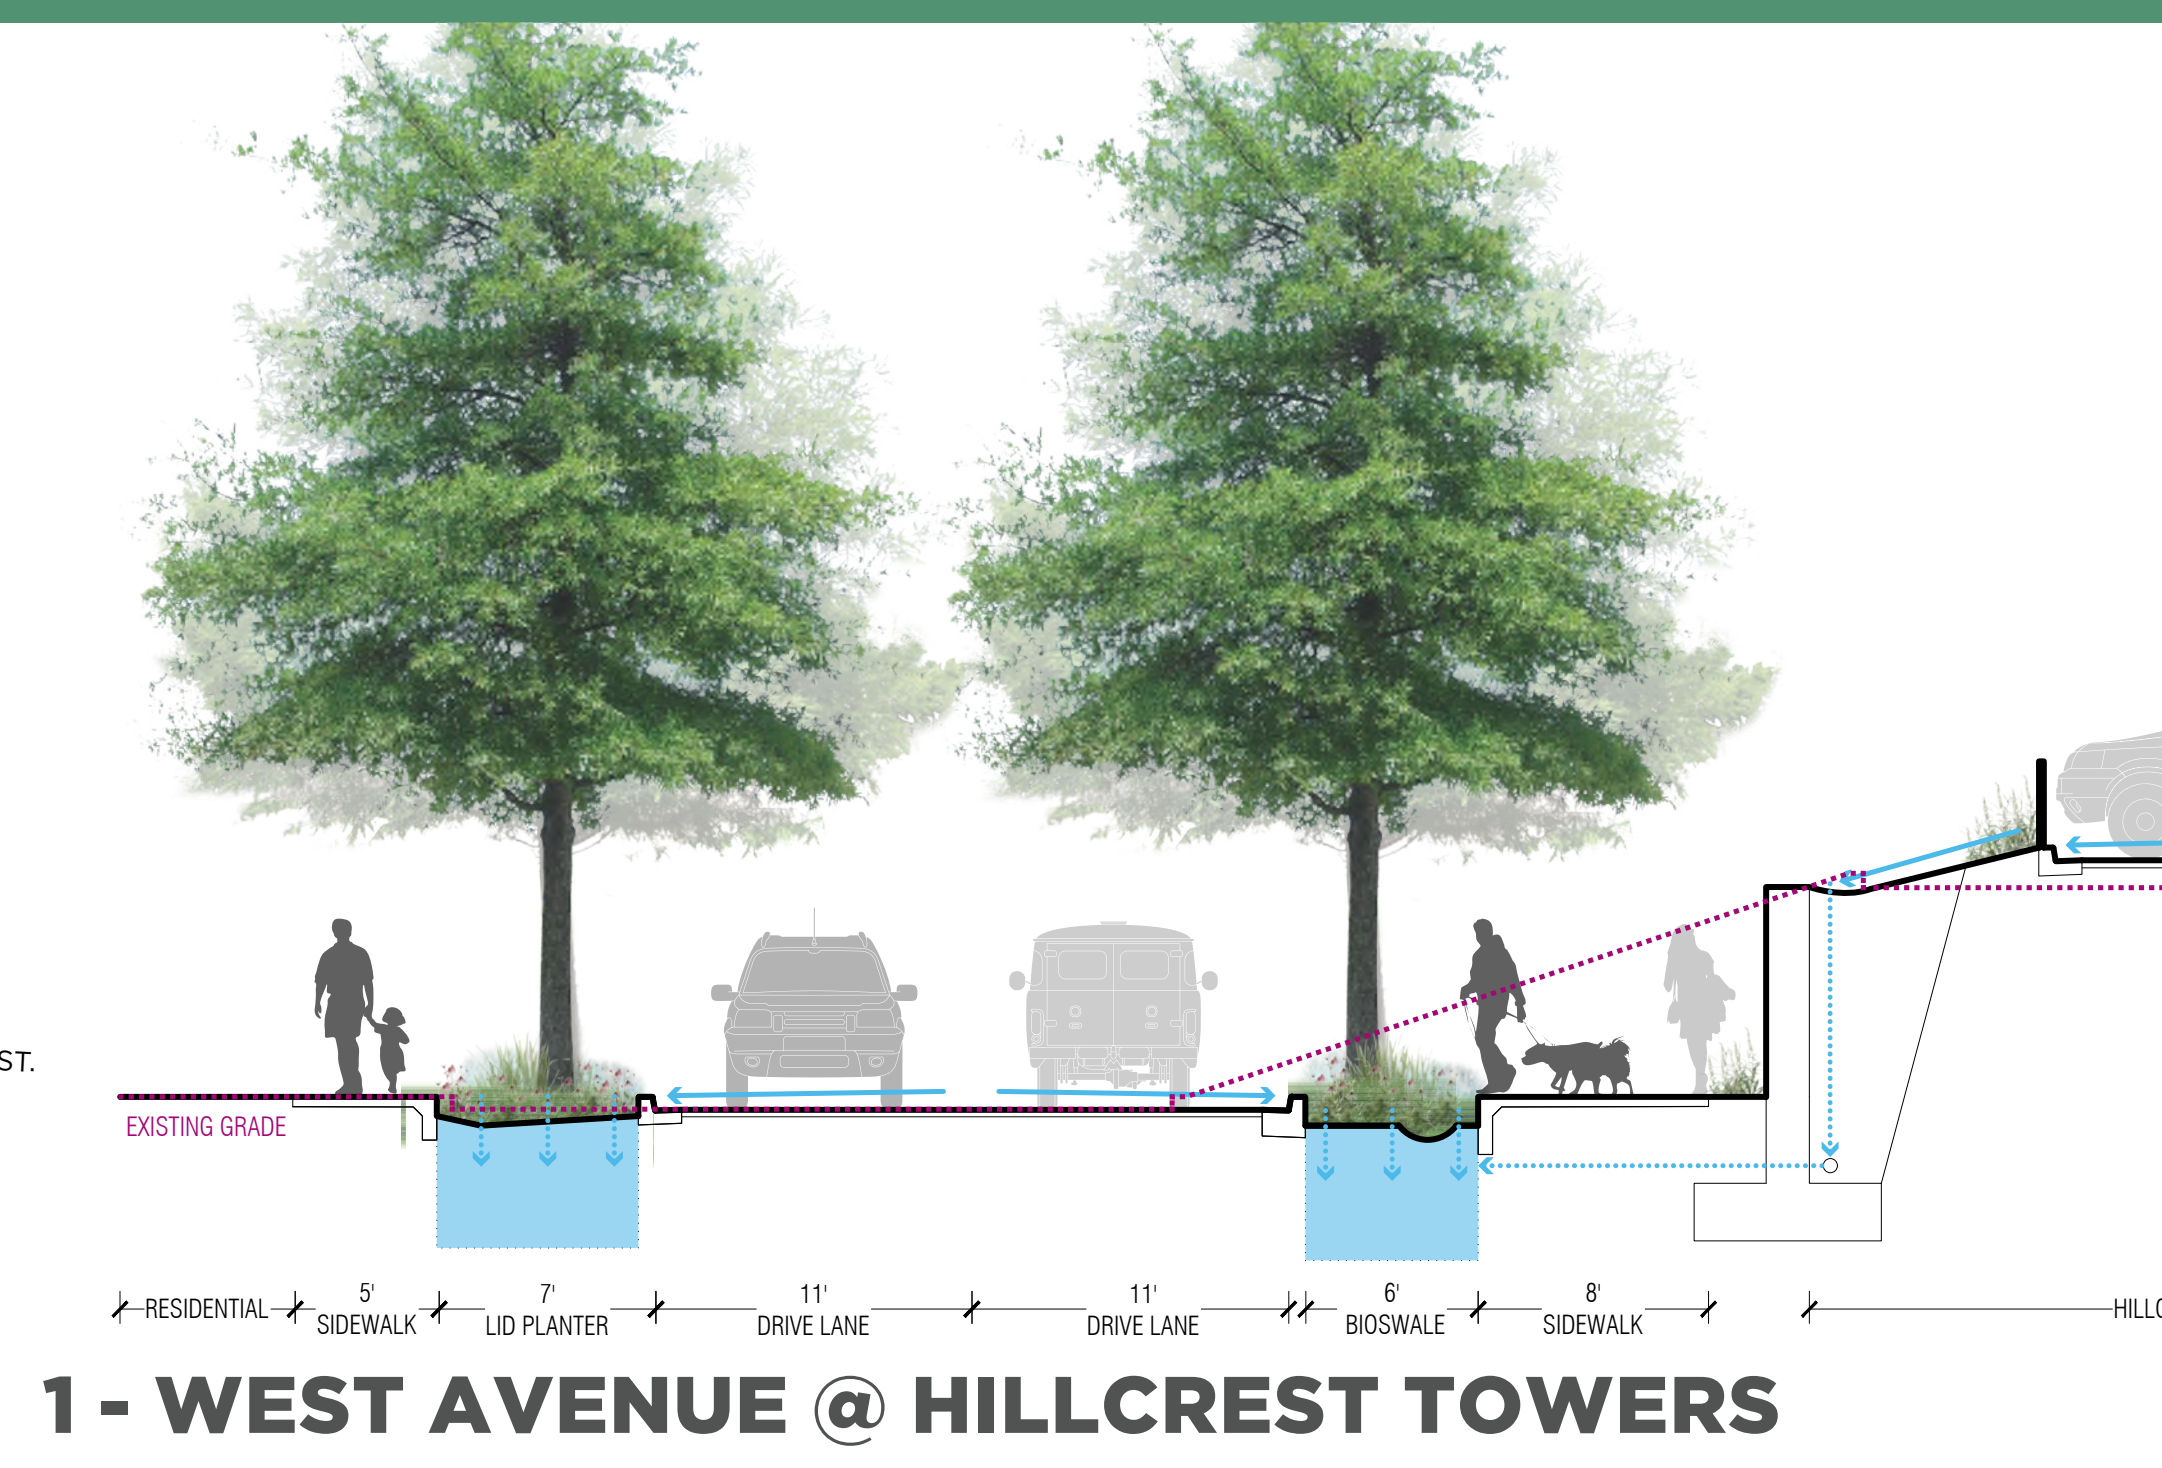 ST.
EXISTING GRADE
RESIDENTIAL
5'
SIDEWALK
7'
LID PLANTER
11'
DRIVE LANE
11'
DRIVE LANE
6'
BIOSWALE
8'
SIDEWALK
HILLC
1 - WEST AVENUE @ HILLCREST TOWERS